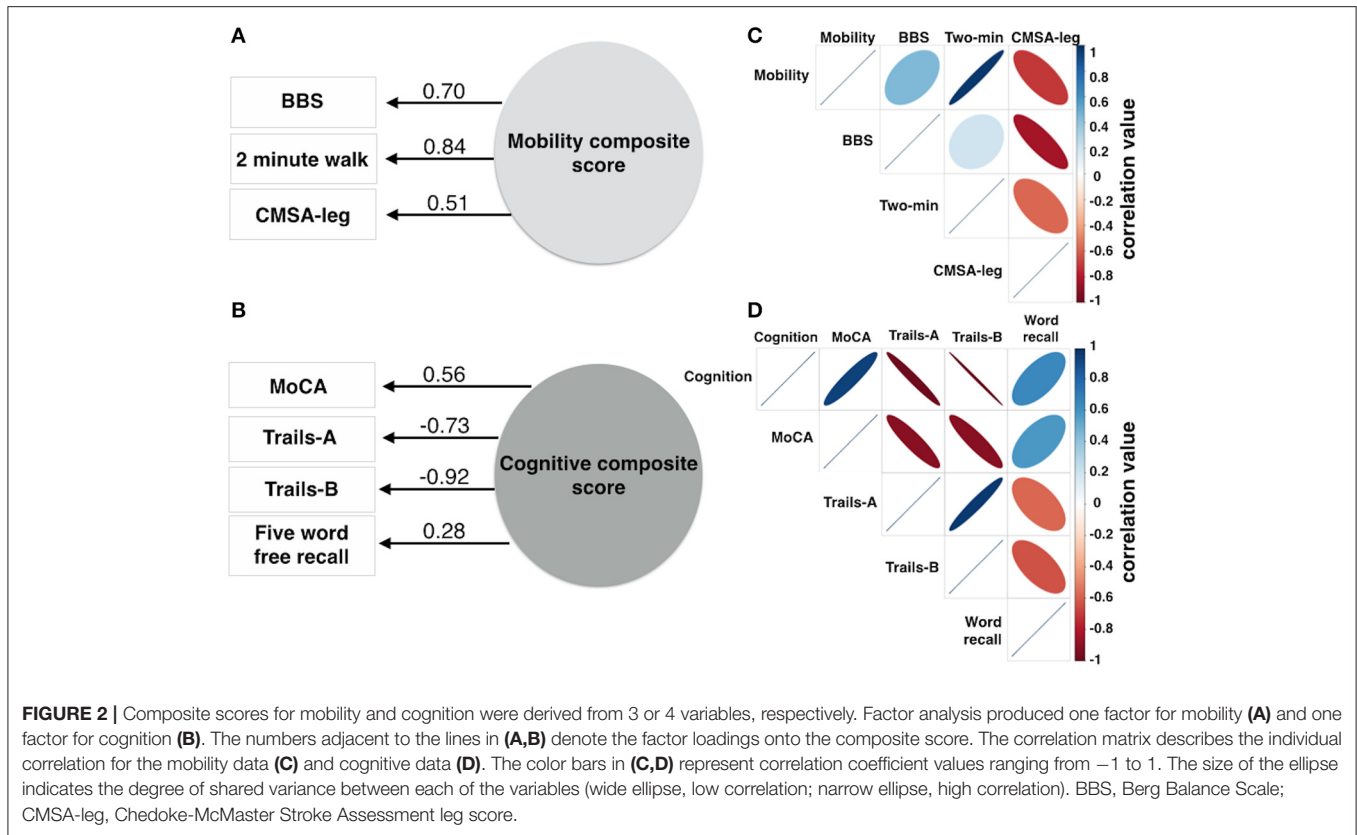 A
BBS
0.70
2 minute walk
0.84
CMSA-leg
0.51
Mobility composite
score
B
MoCA
0.56
Trails-A
-0.73
Trails-B
-0.92
Five word
free recall
0.28
Cognitive composite
score
C
Mobility BBS Two-min CMSA-leg
Mobility
BBS
Two-min
CMSA-leg
1
0.8
0.6
0.4
0.2
0
-0.2
-0.4
-0.6
-0.8
-1
correlation value
D
Cognition MoCA Trails-A Trails-B Word
recall
Cognition
MoCA
Trails-A
Trails-B
Word
recall
1
0.8
0.6
0.4
0.2
0
-0.2
-0.4
-0.6
-0.8
-1
correlation value
FIGURE 2 | Composite scores for mobility and cognition were derived from 3 or 4 variables, respectively. Factor analysis produced one factor for mobility (A) and one
factor for cognition (B). The numbers adjacent to the lines in (A,B) denote the factor loadings onto the composite score. The correlation matrix describes the individual
correlation for the mobility data (C) and cognitive data (D). The color bars in (C,D) represent correlation coefficient values ranging from −1 to 1. The size of the ellipse
indicates the degree of shared variance between each of the variables (wide ellipse, low correlation; narrow ellipse, high correlation). BBS, Berg Balance Scale;
CMSA-leg, Chedoke-McMaster Stroke Assessment leg score.